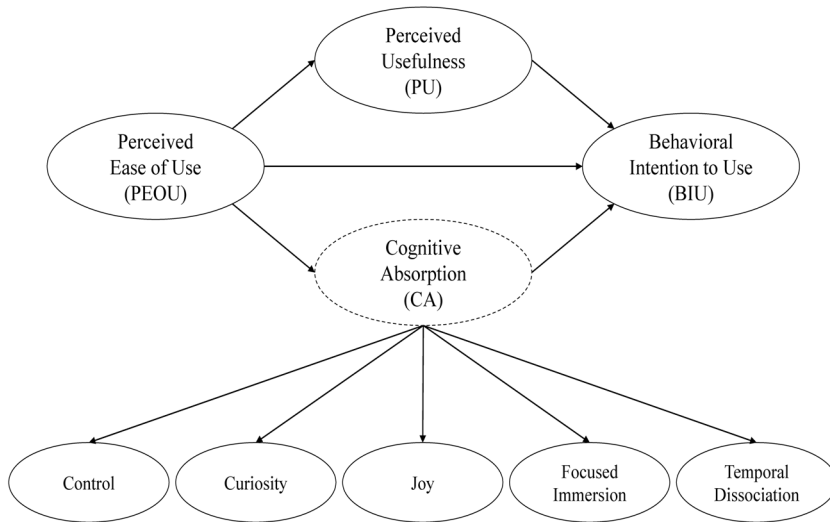 Perceived
Usefulness
(PU)
Perceived
Ease of Use
(PEOU)
Behavioral
Intention to Use
(BIU)
Cognitive
Absorption
(CA)
Control
Curiosity
Joy
Focused
Immersion
Temporal
Dissociation